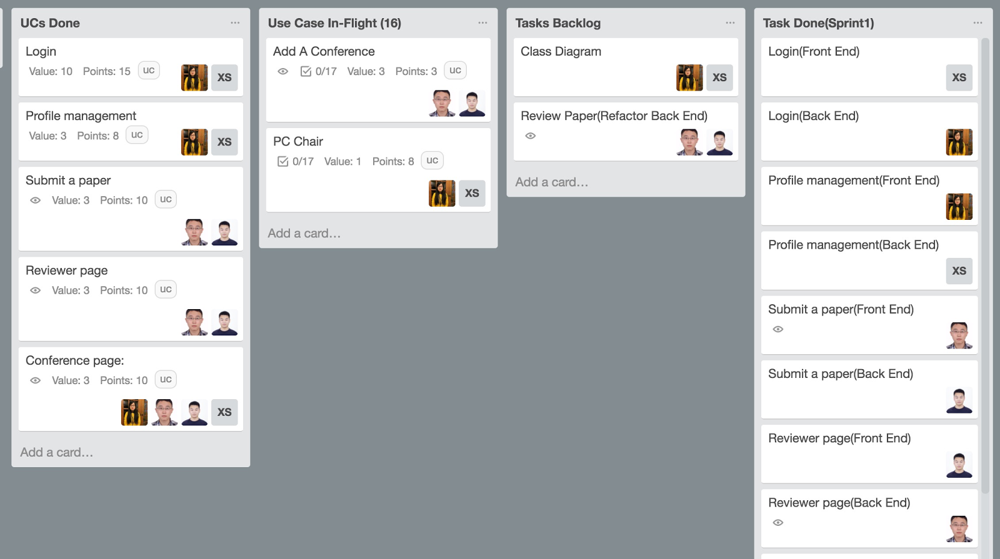 UCs Done
Login
Value: 10 Points: 15 UC
XS
Profile management
Value: 3 Points: 8 UC
XS
Submit a paper
Value: 3 Points: 10 UC
Reviewer page
Value: 3 Points: 10 UC
Conference page:
Value: 3 Points: 10 UC
XS
Add a card…
Use Case In-Flight (16)
Add A Conference
0/17 Value: 3 Points: 3 UC
PC Chair
0/17 Value: 1 Points: 8 UC
XS
Add a card…
Tasks Backlog
Class Diagram
XS
Review Paper(Refactor Back End)
Add a card…
Task Done(Sprint1)
Login(Front End)
XS
Login(Back End)
Profile management(Front End)
Profile management(Back End)
XS
Submit a paper(Front End)
Submit a paper(Back End)
Reviewer page(Front End)
Reviewer page(Back End)